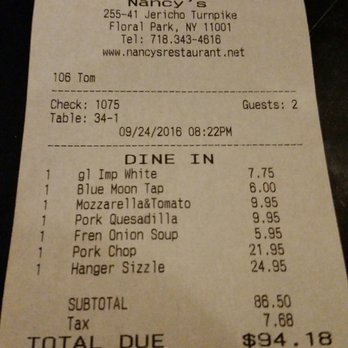 Nancy's
255-41 Jericho Turnpike
Floral Park, NY 11001
Tel: 718.343-4616
www.nancysrestaurant.net
106 Tom
Check: 1075 Guests: 2
Table: 34-1
09/24/2016 08:22PM
DINE IN
1 gl Imp White 7.75
1 Blue Moon Tap 6.00
1 Mozzarella&Tomato 9.95
1 Pork Quesadilla 9.95
1 Fren Onion Soup 5.95
1 Pork Chop 21.95
1 Hanger Sizzle 24.95
SUBTOTAL 86.50
Tax 7.68
TOTAL DUE $94.18